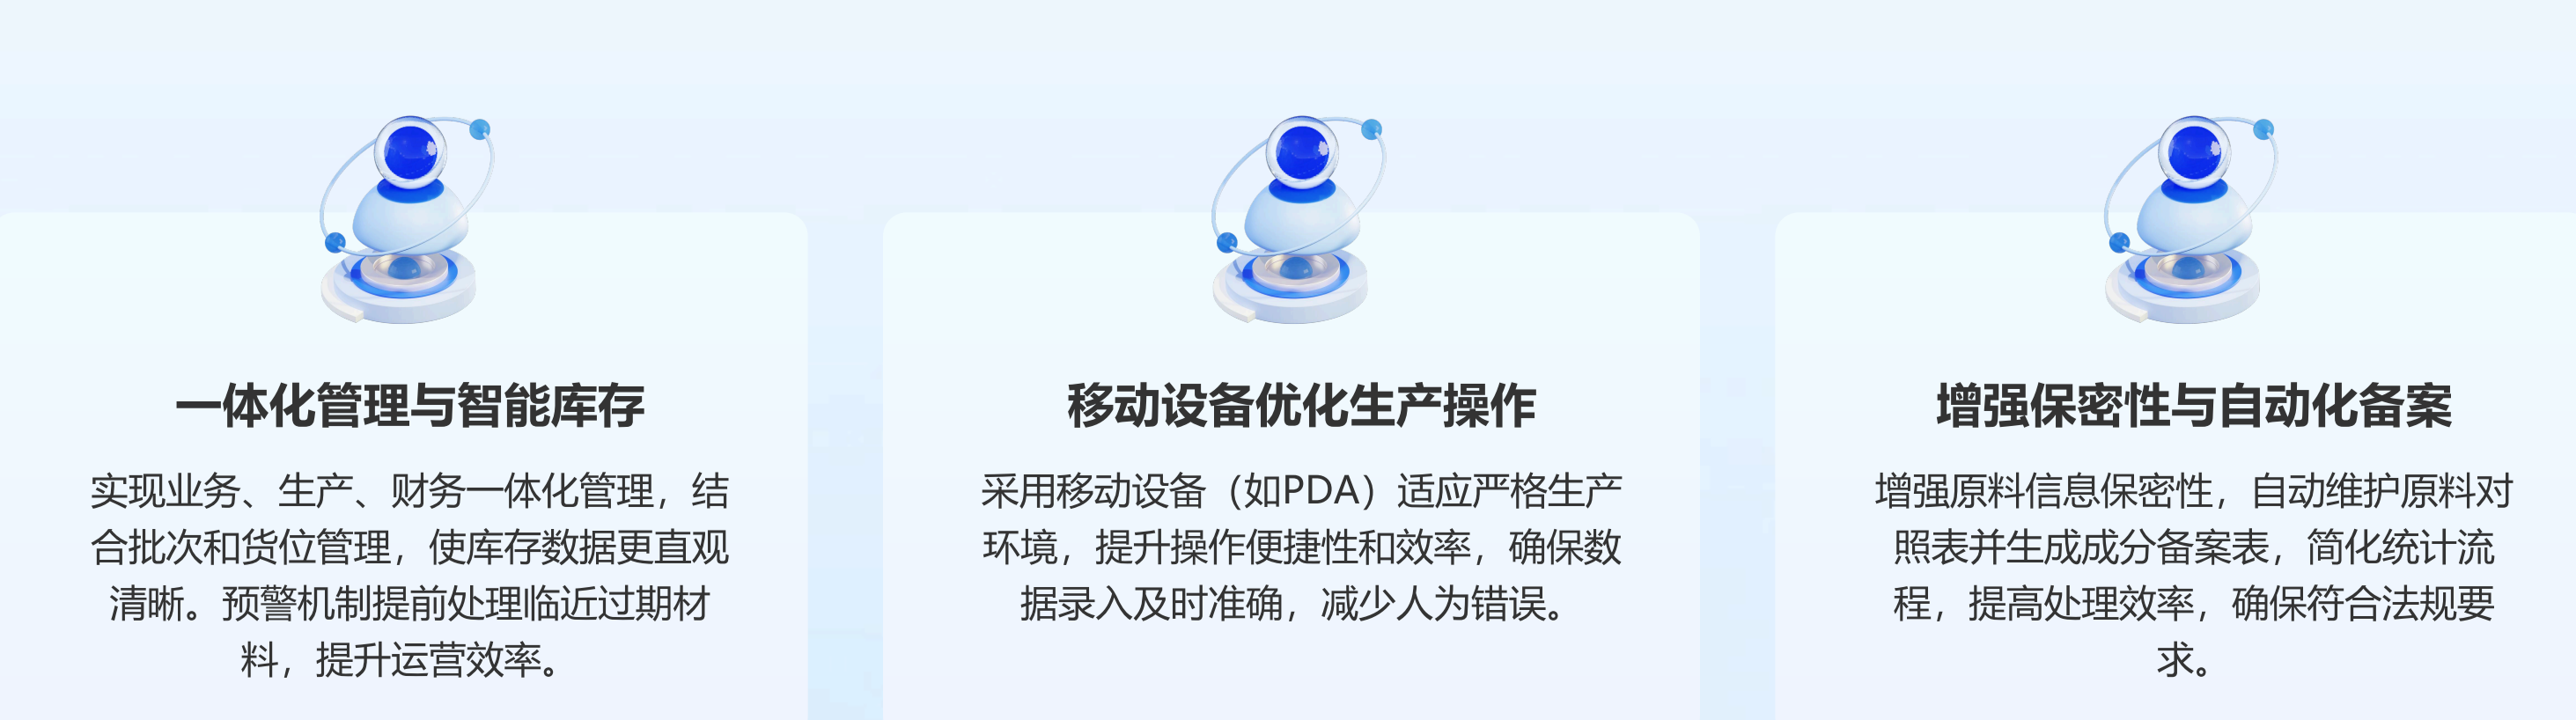 一体化管理与智能库存
实现业务、生产、财务一体化管理，结
合批次和货位管理，使库存数据更直观
清晰。预警机制提前处理临近过期材
料，提升运营效率。
移动设备优化生产操作
采用移动设备（如PDA）适应严格生产
环境，提升操作便捷性和效率，确保数
据录入及时准确，减少人为错误。
增强保密性与自动化备案
增强原料信息保密性，自动维护原料对
照表并生成成分备案表，简化统计流
程，提高处理效率，确保符合法规要
求。